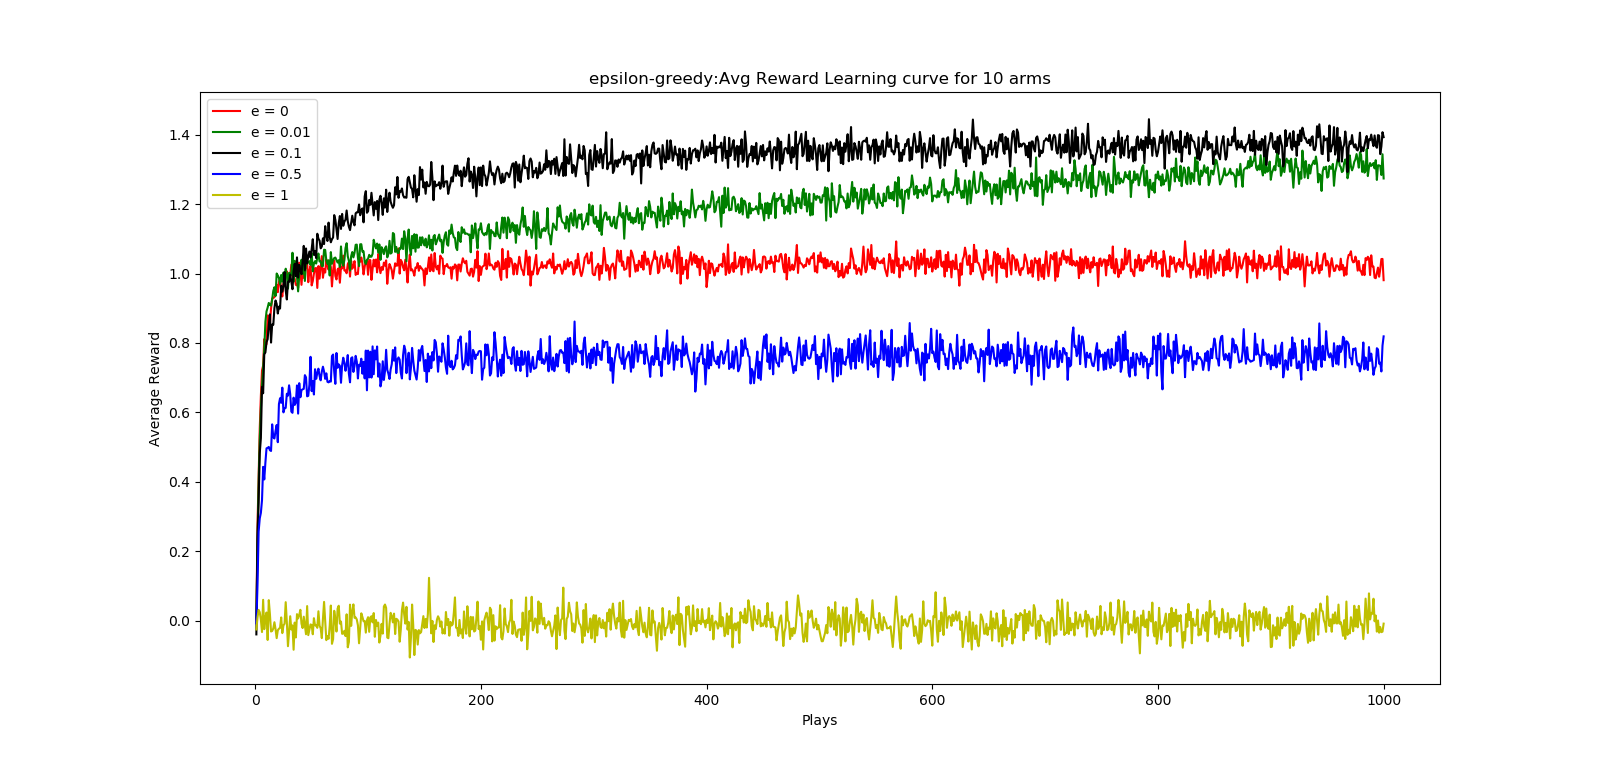 epsilon-greedy:Avg Reward Learning curve for 10 arms
e = 0
e = 0.01
e = 0.1
e = 0.5
e = 1
Average Reward
1.4
1.2
1.0
0.8
0.6
0.4
0.2
0.0
0 200 400 600 800 1000
Plays